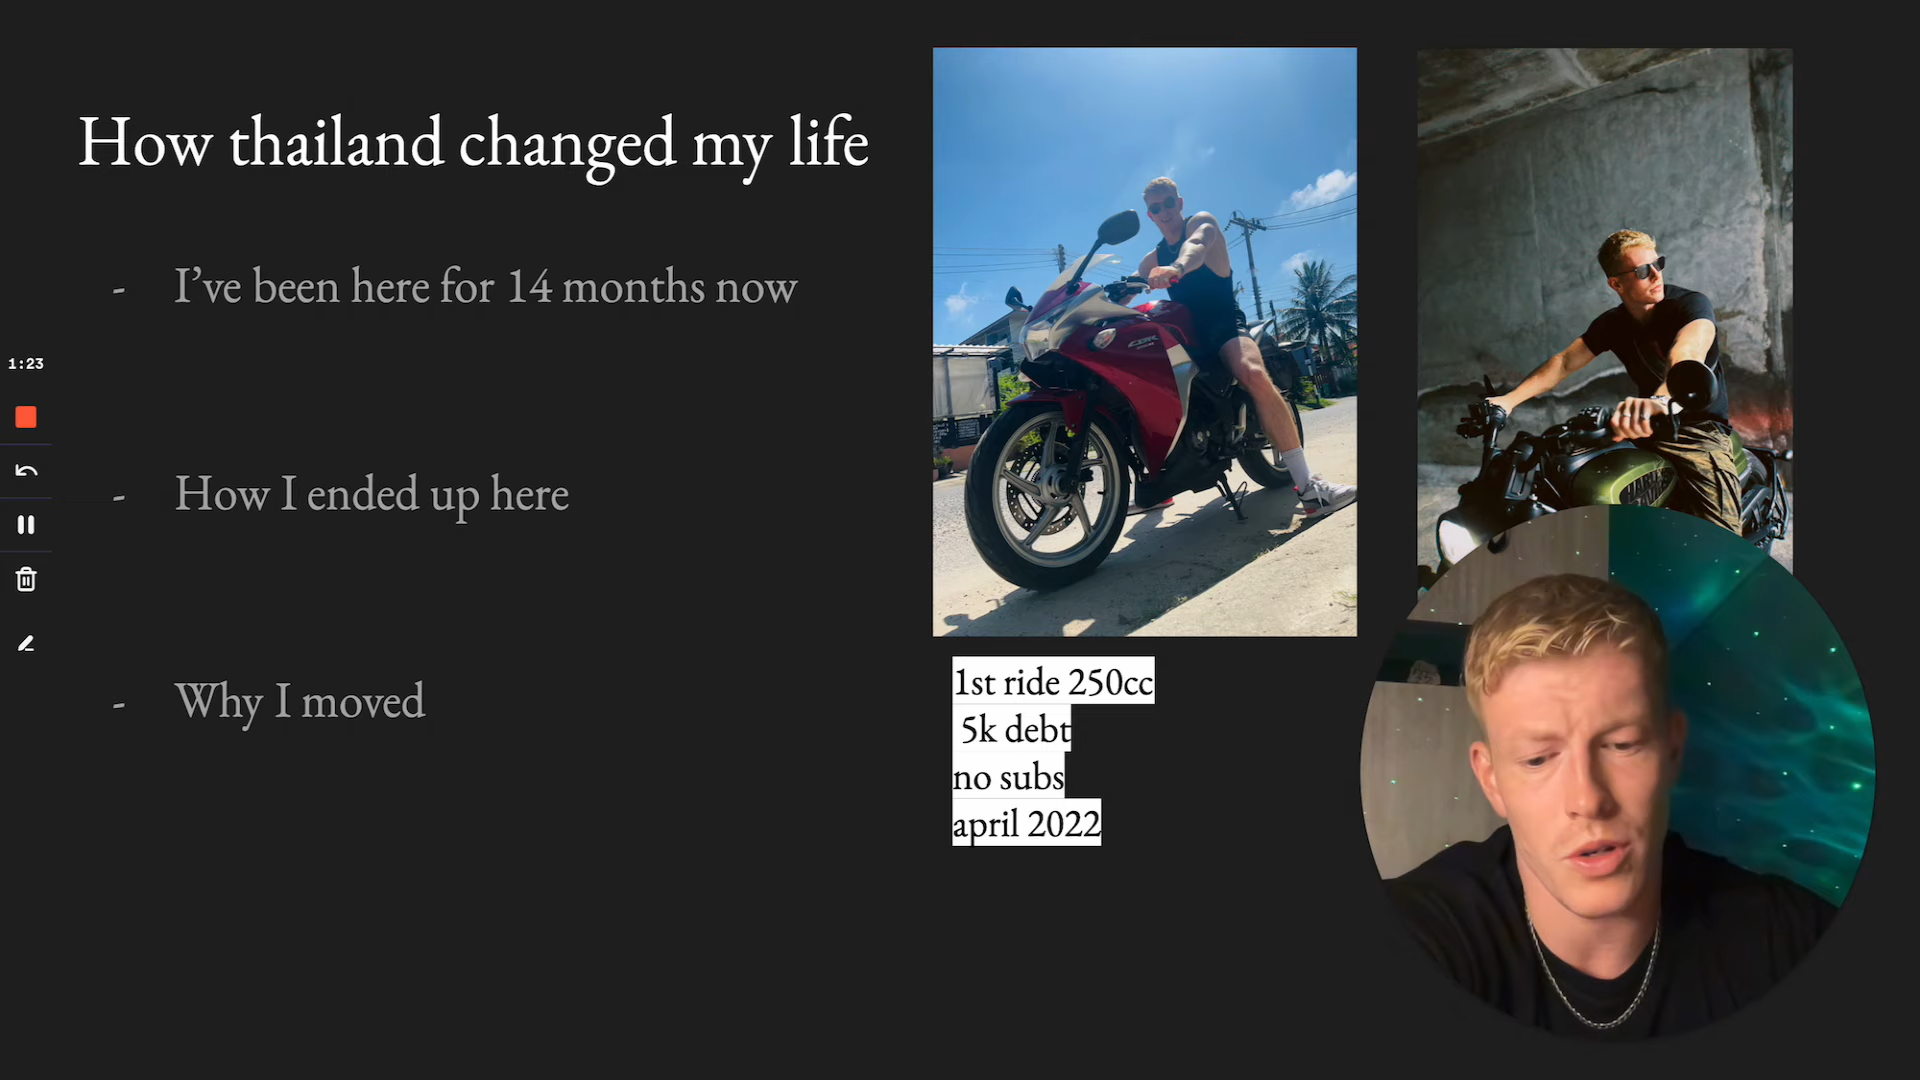 How thailand changed my life
- I’ve been here for 14 months now
1:23
- How I ended up here
- Why I moved
CBR
1st ride 250cc
5k debt
no subs
april 2022